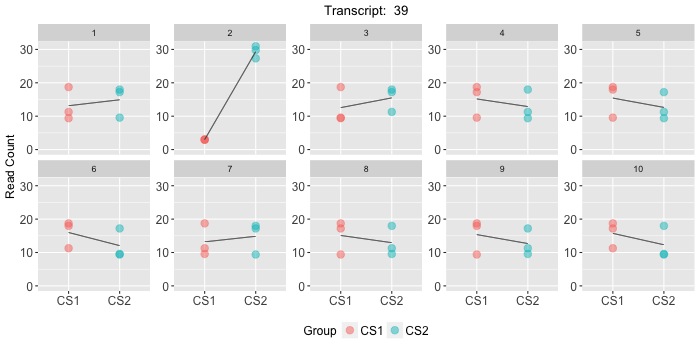 Transcript: 39
1 2 3 4 5
30
20
10
0
Read Count
6 7 8 9 10
30
20
10
0
CS1 CS2 CS1 CS2 CS1 CS2 CS1 CS2 CS1 CS2
Group CS1 CS2